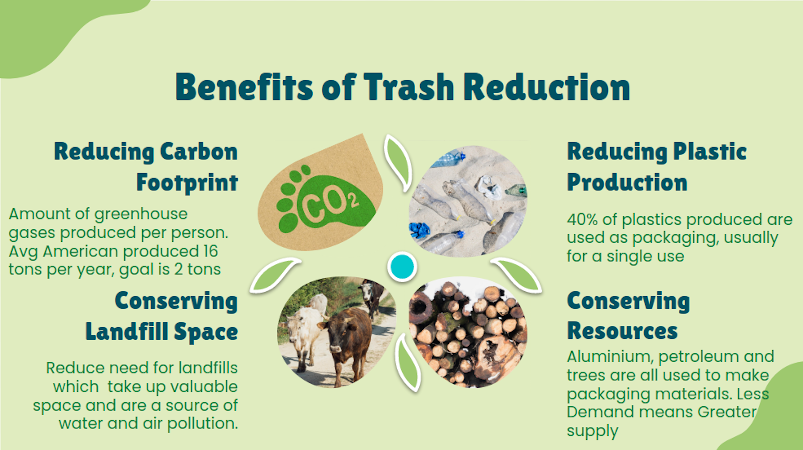 Benefits of Trash Reduction
Reducing Carbon
Footprint
Amount of greenhouse
gases produced per person.
Avg American produced 16
tons per year, goal is 2 tons
CO2
Reducing Plastic
Production
40% of plastics produced are
used as packaging, usually
for a single use
Conserving
Landfill Space
Reduce need for landfills
which  take up valuable
space and are a source of
water and air pollution.
Conserving
Resources
Aluminium, petroleum and
trees are all used to make
packaging materials. Less
Demand means Greater
supply